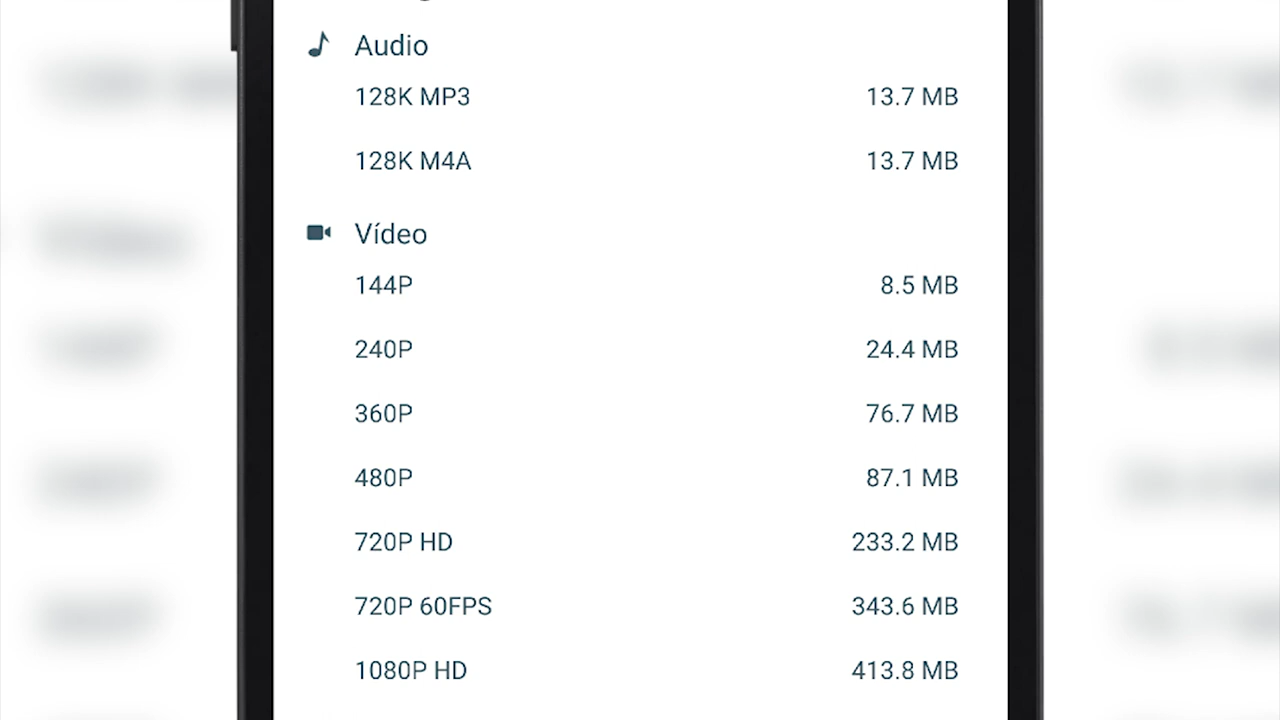 Audio
128K MP3 13.7 MB
128K M4A 13.7 MB
Vídeo
144P 8.5 MB
240P 24.4 MB
360P 76.7 MB
480P 87.1 MB
720P HD 233.2 MB
720P 60FPS 343.6 MB
1080P HD 413.8 MB